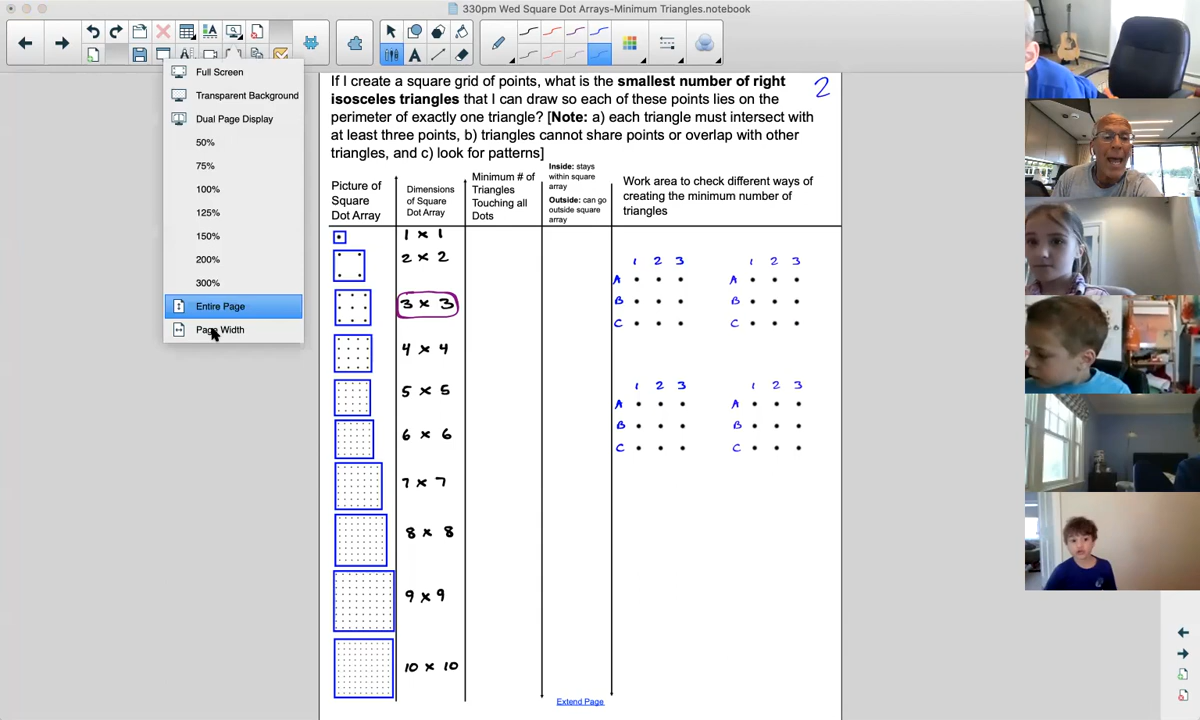 330pm Wed Square Dot Arrays-Minimum Triangles.notebook
Full Screen
Transparent Background
Dual Page Display
50%
75%
100%
125%
150%
200%
300%
Entire Page
Page Width
If I create a square grid of points, what is the smallest number of right
isosceles triangles that I can draw so each of these points lies on the
perimeter of exactly one triangle? [Note: a) each triangle must intersect with
at least three points, b) triangles cannot share points or overlap with other
triangles, and c) look for patterns]
2
Picture of
Square
Dot Array
Dimensions
of Square
Dot Array
Minimum # of
Triangles
Touching all
Dots
Inside: stays
within square
array
Outside: can go
outside square
array
Work area to check different ways of
creating the minimum number of
triangles
1 x 1
2 x 2
3 x 3
4 x 4
5 x 5
6 x 6
7 x 7
8 x 8
9 x 9
10 x 10
1 2 3
A
B
C
1 2 3
A
B
C
1 2 3
A
B
C
1 2 3
A
B
C
Extend Page